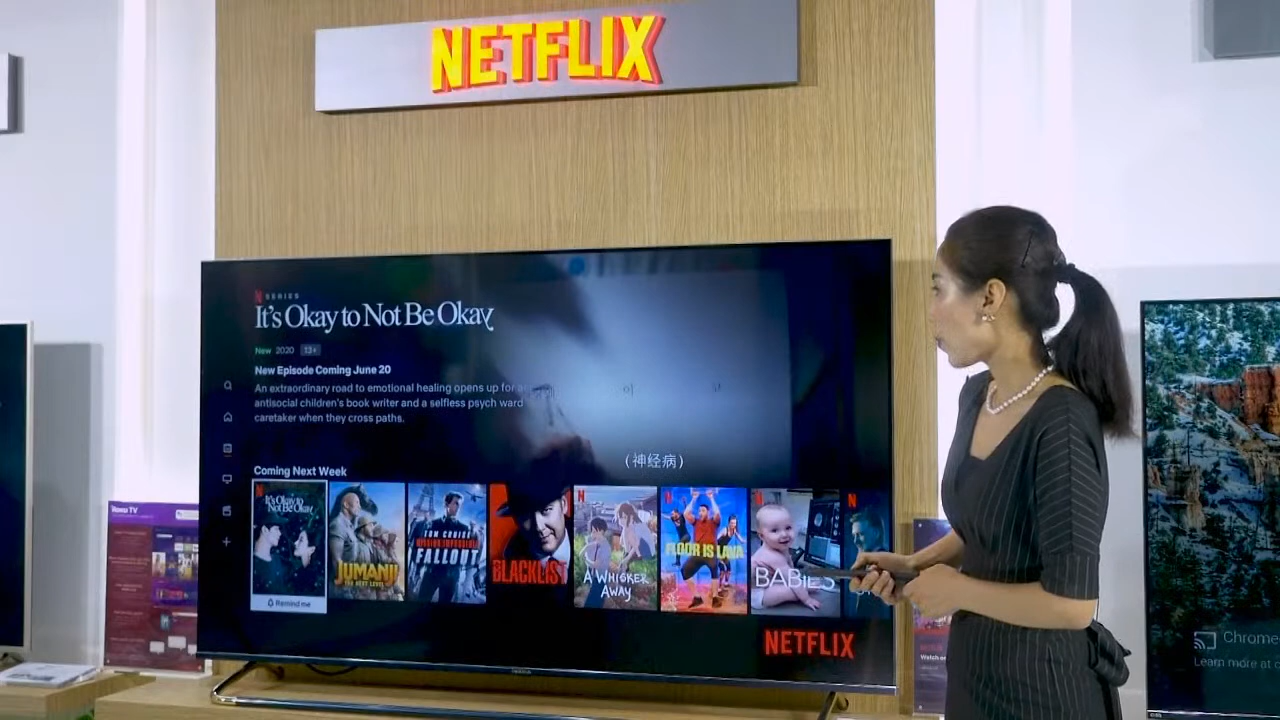 NETFLIX
N SERIES
It's Okay to Not Be Okay
New 2020 13+
New Episode Coming June 20
An extraordinary road to emotional healing opens up for an
antisocial children's book writer and a selfless psych ward
caretaker when they cross paths.
(神经病)
Coming Next Week
It's Okay to
Not Be Okay
Remind me
JUMANJI
THE NEXT LEVEL
TOM CRUISE
MISSION: IMPOSSIBLE
FALLOUT
BLACKLIST
A WHISKER
AWAY
FLOOR IS LAVA
BABIES
NETFLIX
Roku TV
Watch on
Chrome
Learn more at